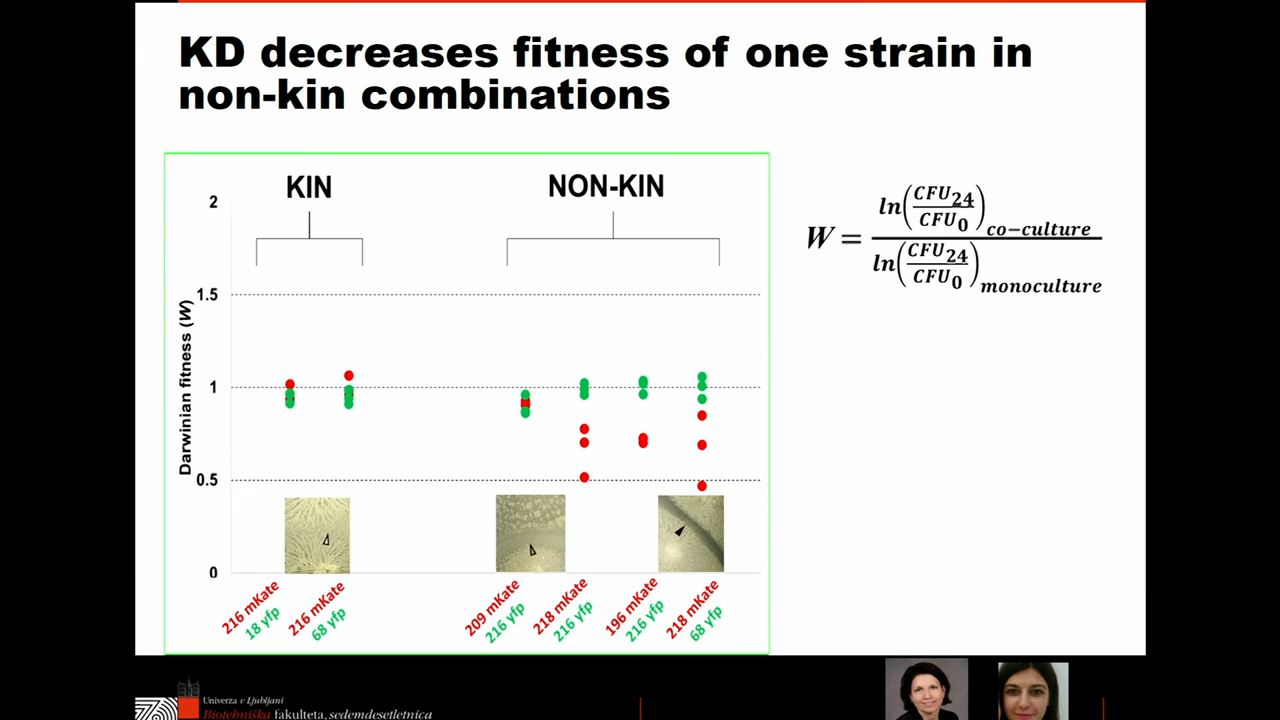 KD decreases fitness of one strain in
non-kin combinations
KIN
NON-KIN
2
1.5
1
0.5
0
Darwinian fitness (W)
216 mKate
18 yfp
216 mKate
68 yfp
209 mKate
216 yfp
218 mKate
216 yfp
196 mKate
216 yfp
218 mKate
68 yfp
W = ln(CFU24/CFU0)co−culture
ln(CFU24/CFU0)monoculture
Univerza v Ljubljani
Biotehniška fakulteta, sedemdesetletnica